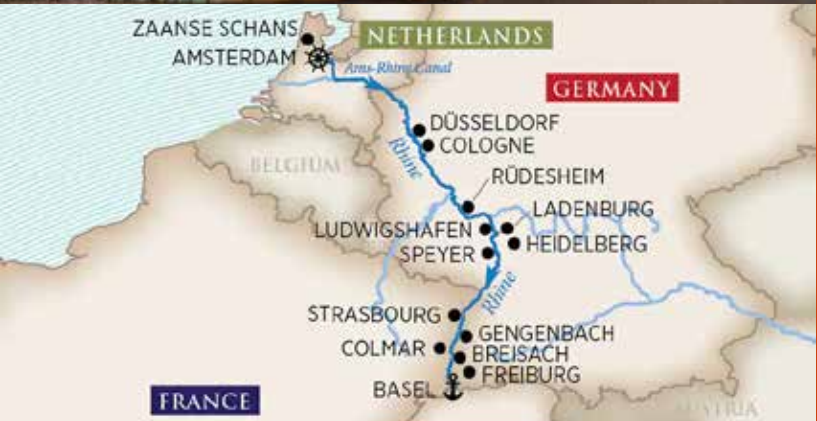 ZAANSE SCHANS
AMSTERDAM
NETHERLANDS
Ams-Rhine Canal
GERMANY
DÜSSELDORF
COLOGNE
Rhine
BELGIUM
RÜDESHEIM
LADENBURG
LUDWIGSHAFEN
HEIDELBERG
SPEYER
Rhine
STRASBOURG
GENGENBACH
COLMAR
BREISACH
FREIBURG
BASEL
FRANCE
AUSTRIA